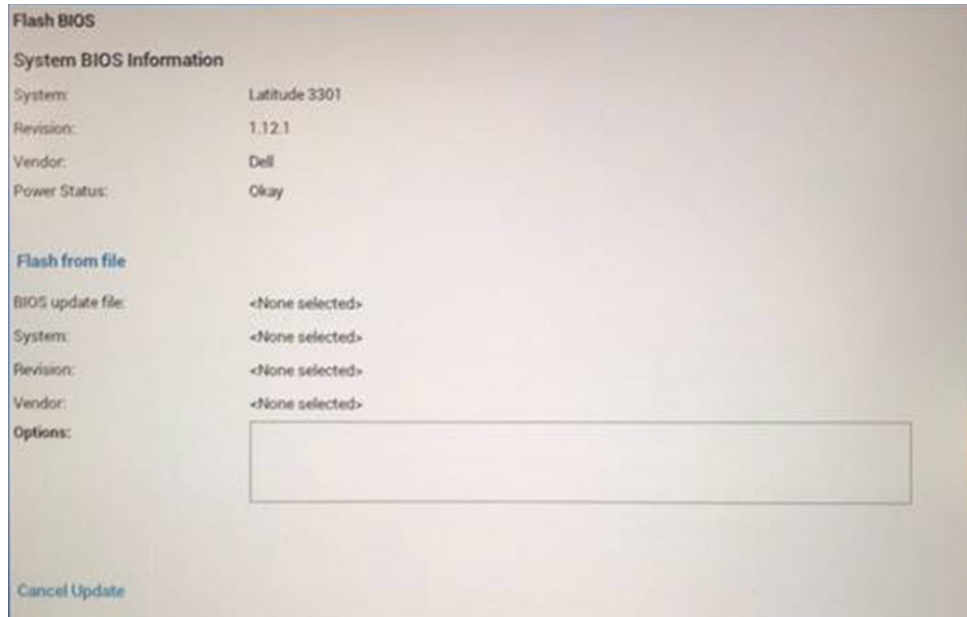 Flash BIOS
System BIOS Information
System: Latitude 3301
Revision: 1.12.1
Vendor: Dell
Power Status: Okay
Flash from file
BIOS update file: <None selected>
System: <None selected>
Revision: <None selected>
Vendor: <None selected>
Options:
Cancel Update